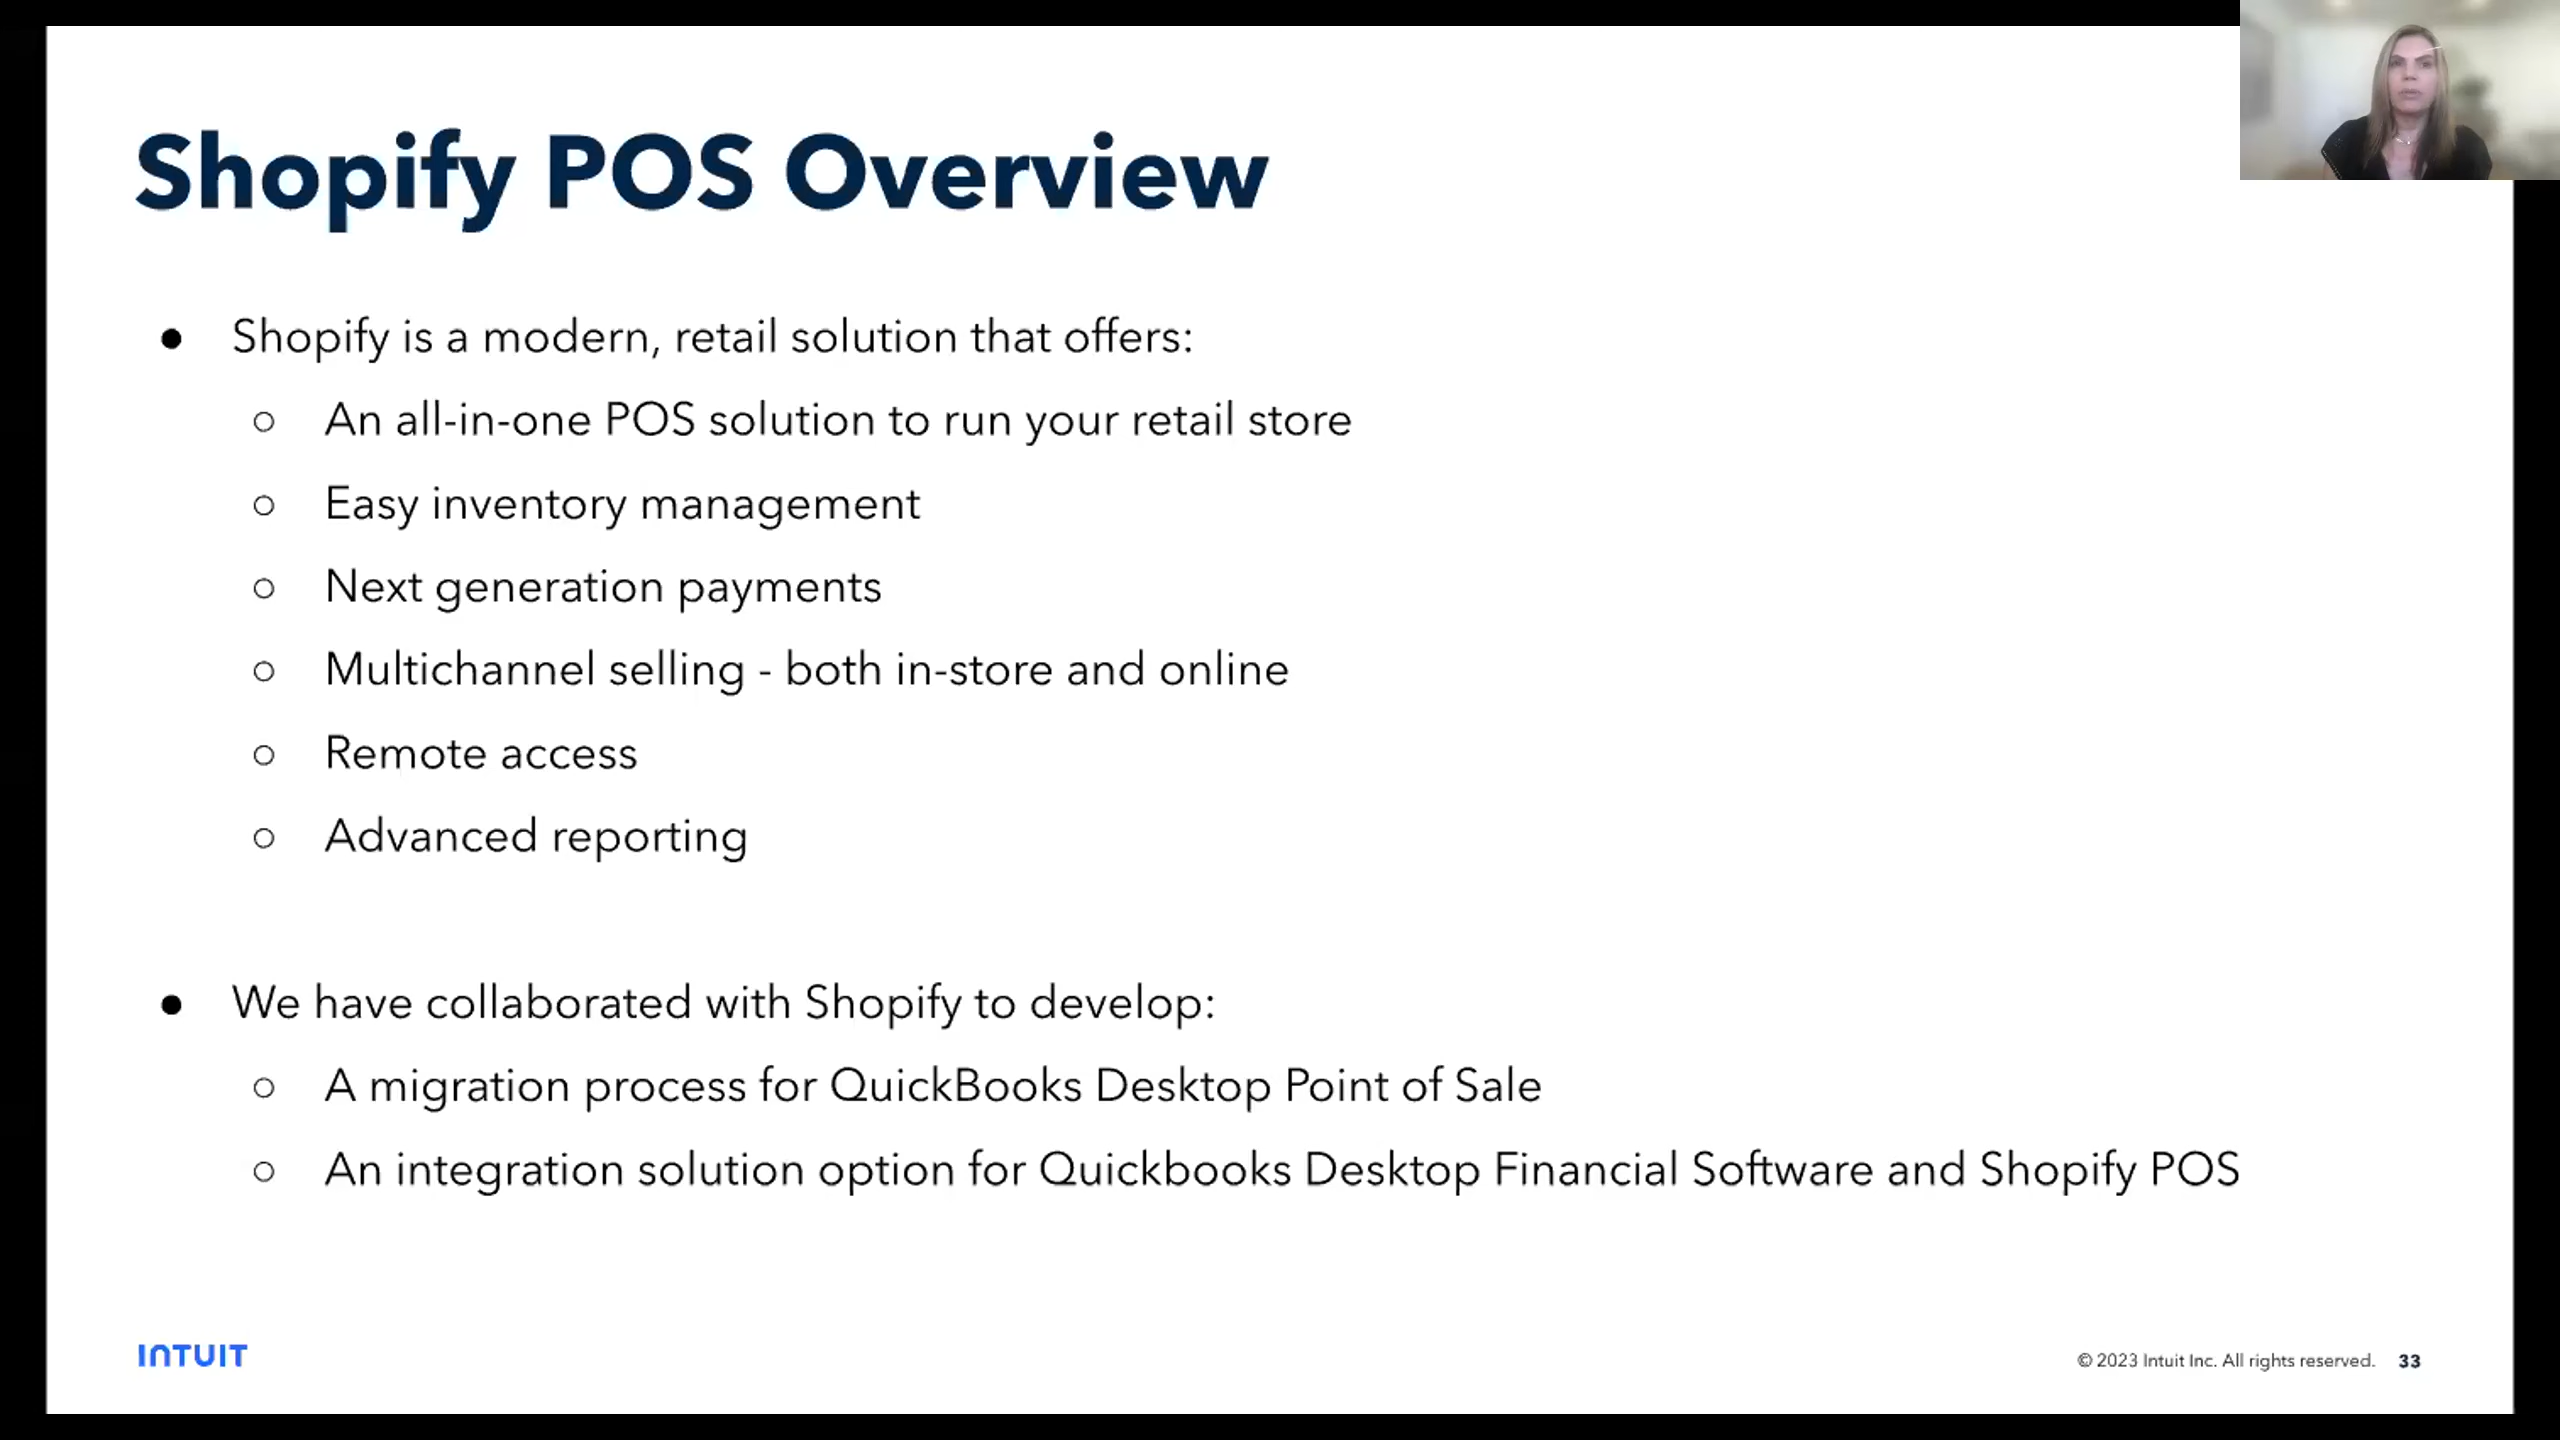 Shopify POS Overview
● Shopify is a modern, retail solution that offers:
○ An all-in-one POS solution to run your retail store
○ Easy inventory management
○ Next generation payments
○ Multichannel selling - both in-store and online
○ Remote access
○ Advanced reporting
● We have collaborated with Shopify to develop:
○ A migration process for QuickBooks Desktop Point of Sale
○ An integration solution option for Quickbooks Desktop Financial Software and Shopify POS
INTUIT
© 2023 Intuit Inc. All rights reserved. 33